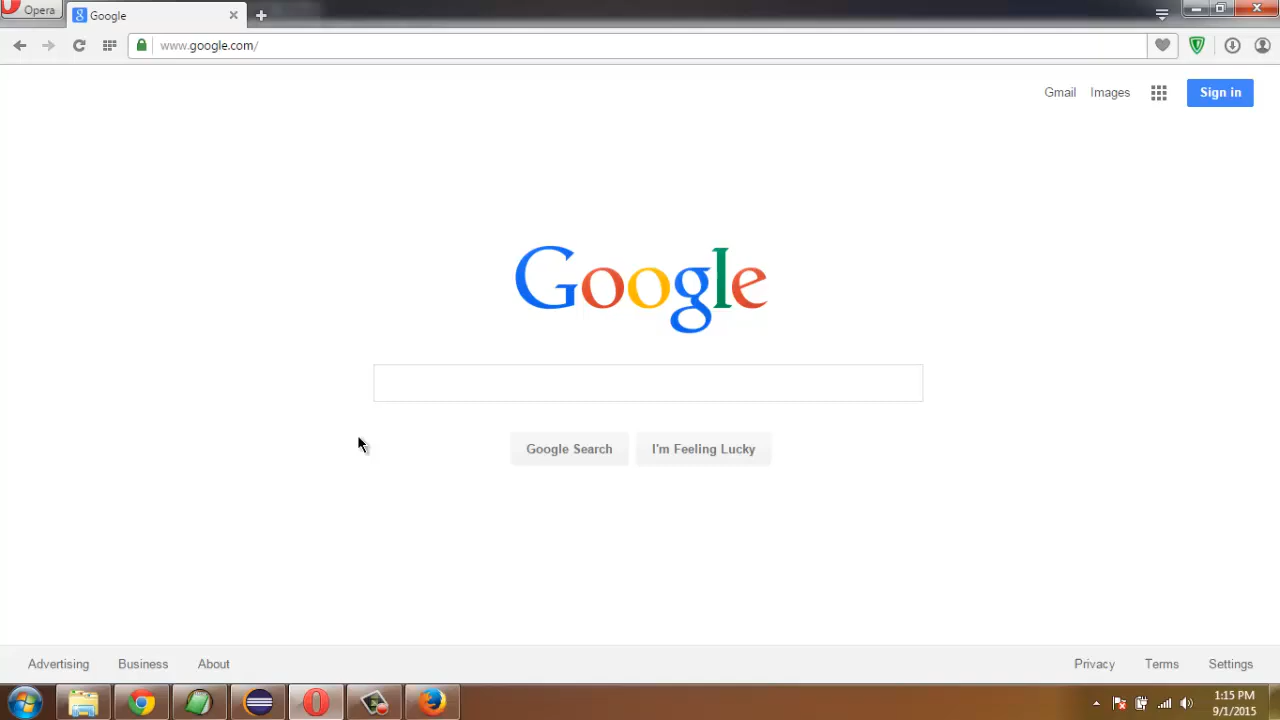 Opera
Google
www.google.com/
Gmail Images Sign in
Google
Google Search I'm Feeling Lucky
Advertising Business About Privacy Terms Settings
1:15 PM
9/1/2015